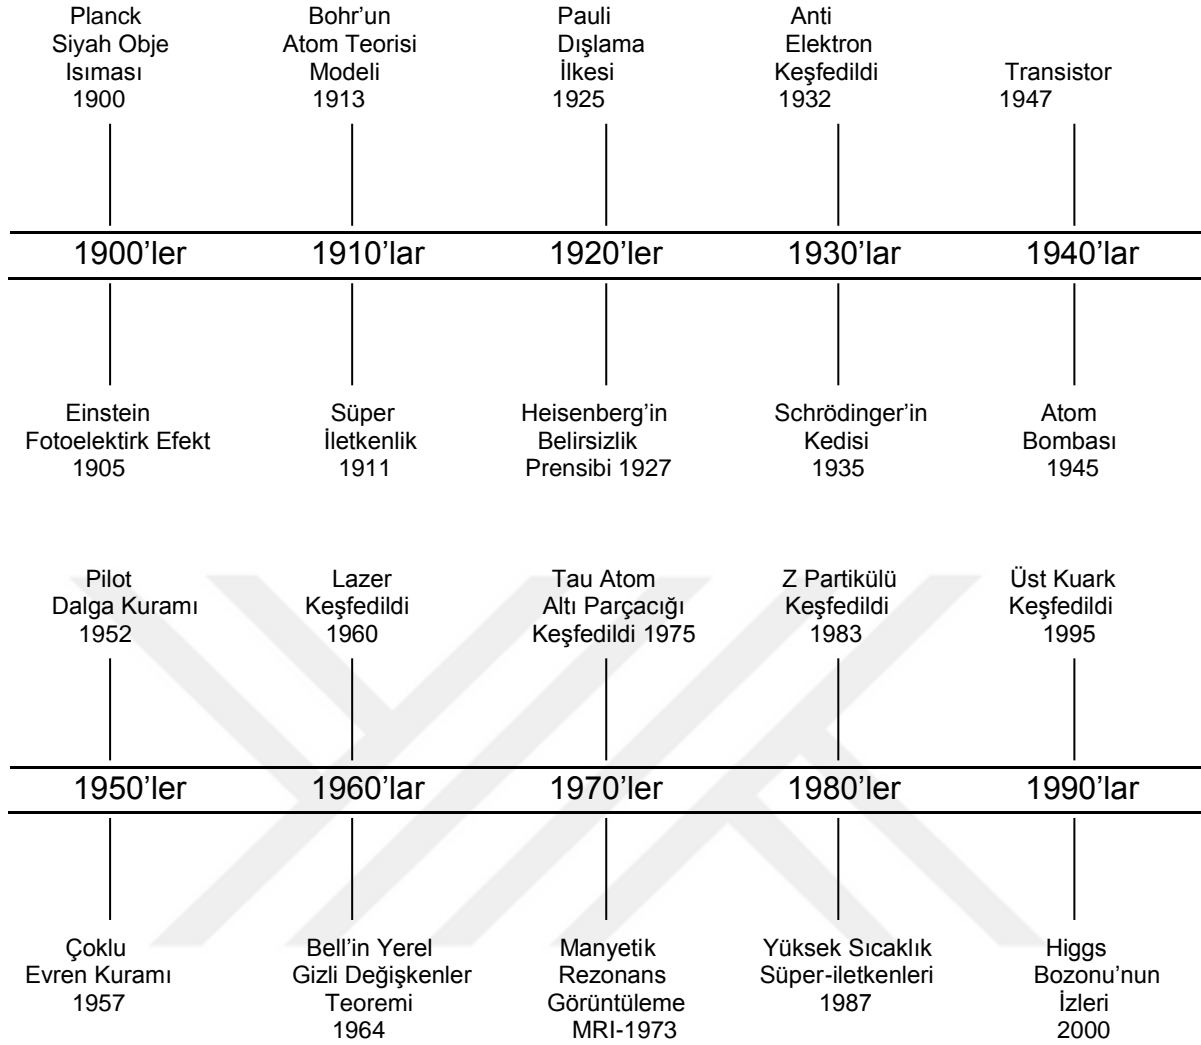 Planck
Siyah Obje
Isıması
1900
Bohr’un
Atom Teorisi
Modeli
1913
Pauli
Dışlama
İlkesi
1925
Anti
Elektron
Keşfedildi
1932
Transistor
1947
1900’ler
1910’lar
1920’ler
1930’lar
1940’lar
Einstein
Fotoelektirk Efekt
1905
Süper
İletkenlik
1911
Heisenberg’in
Belirsizlik
Prensibi 1927
Schrödinger’in
Kedisi
1935
Atom
Bombası
1945
Pilot
Dalga Kuramı
1952
Lazer
Keşfedildi
1960
Tau Atom
Altı Parçacığı
Keşfedildi 1975
Z Partikülü
Keşfedildi
1983
Üst Kuark
Keşfedildi
1995
1950’ler
1960’lar
1970’ler
1980’ler
1990’lar
Çoklu
Evren Kuramı
1957
Bell’in Yerel
Gizli Değişkenler
Teoremi
1964
Manyetik
Rezonans
Görüntüleme
MRI-1973
Yüksek Sıcaklık
Süper-iletkenleri
1987
Higgs
Bozonu’nun
İzleri
2000